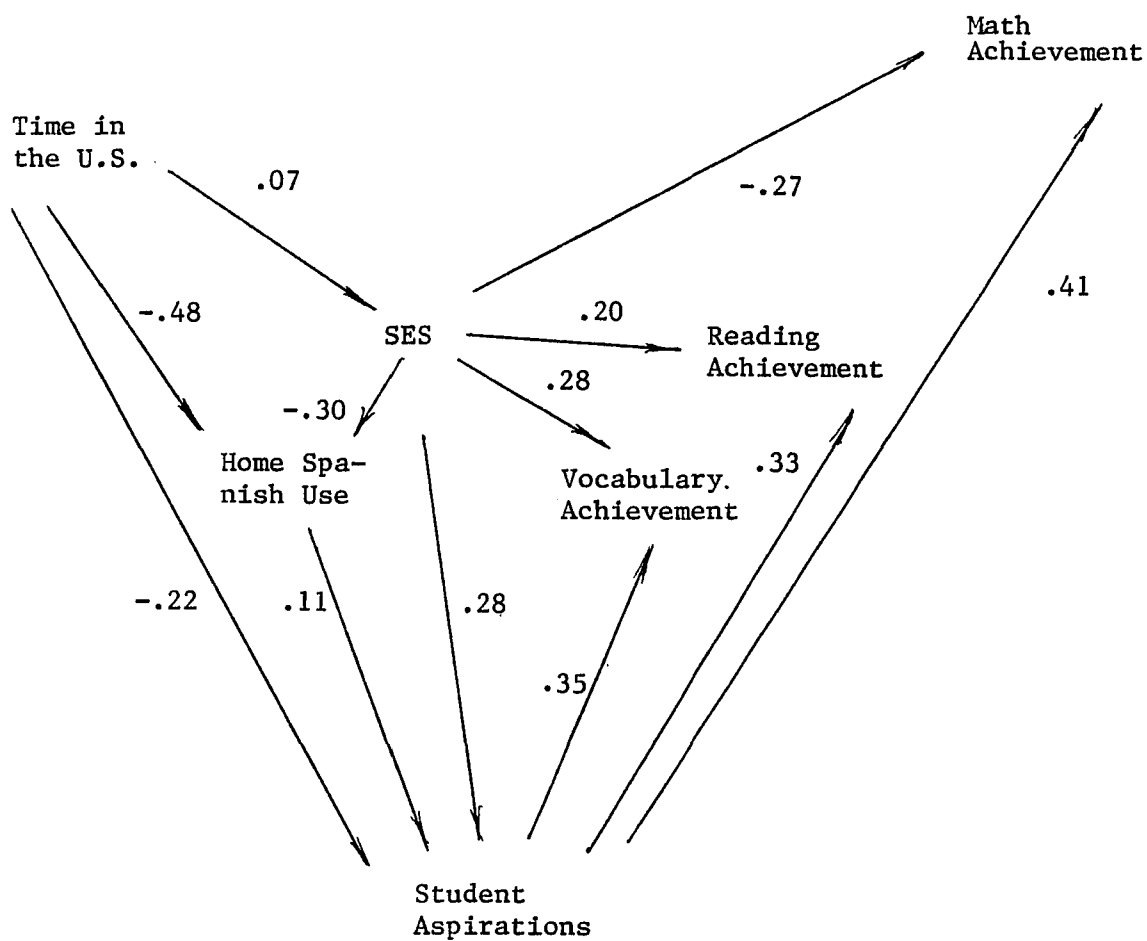 Math
Achievement
Time in
the U.S.
.07
-.27
-.48
.41
SES
.20
Reading
Achievement
.28
-.30
Home Spa-
nish Use
.33
Vocabulary.
Achievement
-.22
.11
.28
.35
Student
Aspirations